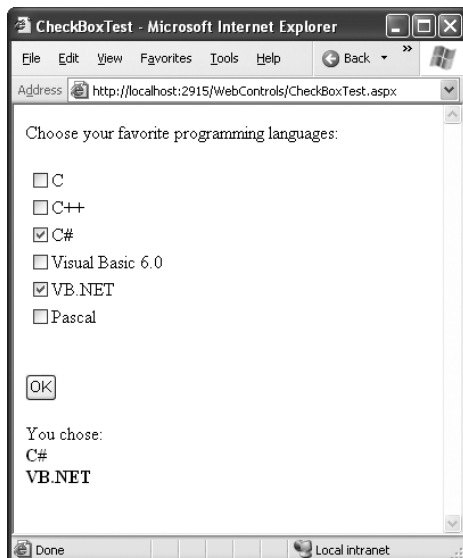 CheckBoxTest - Microsoft Internet Explorer
File Edit View Favorites Tools Help Back »
Address http://localhost:2915/WebControls/CheckBoxTest.aspx
Choose your favorite programming languages:
C
C++
C#
Visual Basic 6.0
VB.NET
Pascal
OK
You chose:
C#
VB.NET
Done Local intranet